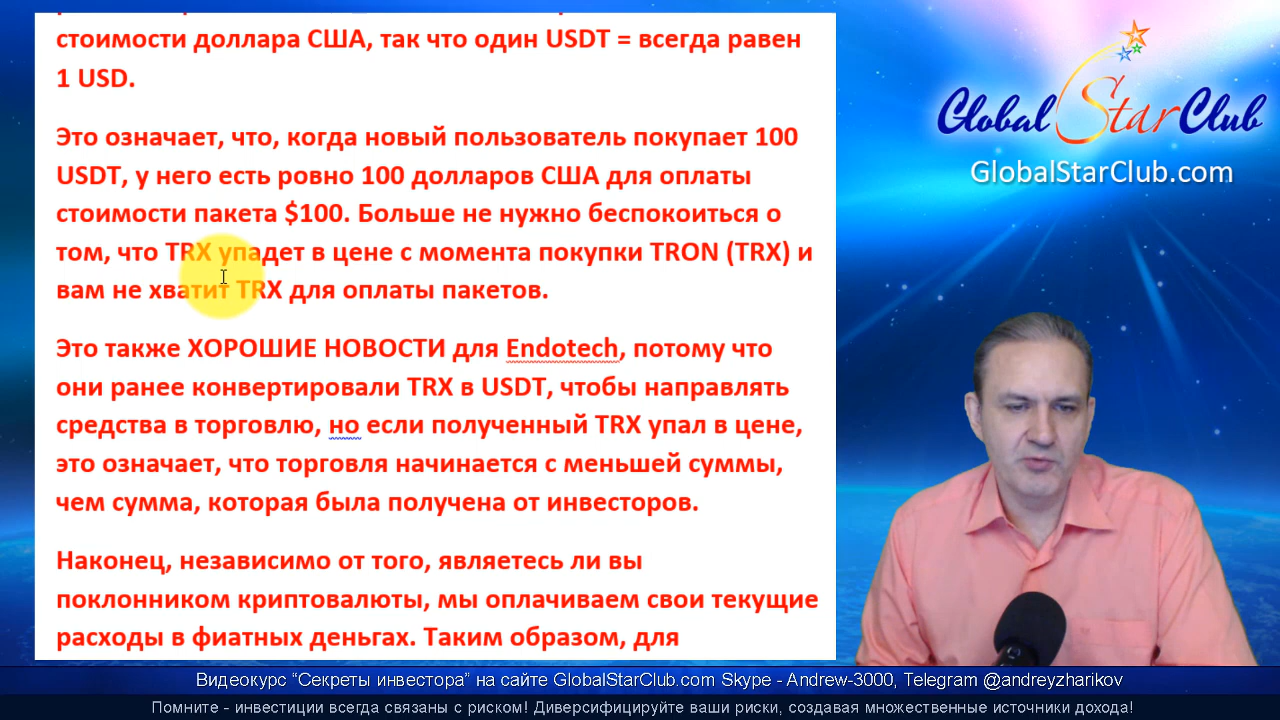 стоимости доллара США, так что один USDT = всегда равен
1 USD.
Это означает, что, когда новый пользователь покупает 100
USDT, у него есть ровно 100 долларов США для оплаты
стоимости пакета $100. Больше не нужно беспокоиться о
том, что TRX упадет в цене с момента покупки TRON (TRX) и
вам не хватит TRX для оплаты пакетов.
Это также ХОРОШИЕ НОВОСТИ для Endotech, потому что
они ранее конвертировали TRX в USDT, чтобы направлять
средства в торговлю, но если полученный TRX упал в цене,
это означает, что торговля начинается с меньшей суммы,
чем сумма, которая была получена от инвесторов.
Наконец, независимо от того, являетесь ли вы
поклонником криптовалюты, мы оплачиваем свои текущие
расходы в фиатных деньгах. Таким образом, для
Global Star Club
GlobalStarClub.com
Видеокурс "Секреты инвестора" на сайте GlobalStarClub.com Skype - Andrew-3000, Telegram @andreyzharikov
Помните - инвестиции всегда связаны с риском! Диверсифицируйте ваши риски, создавая множественные источники дохода!